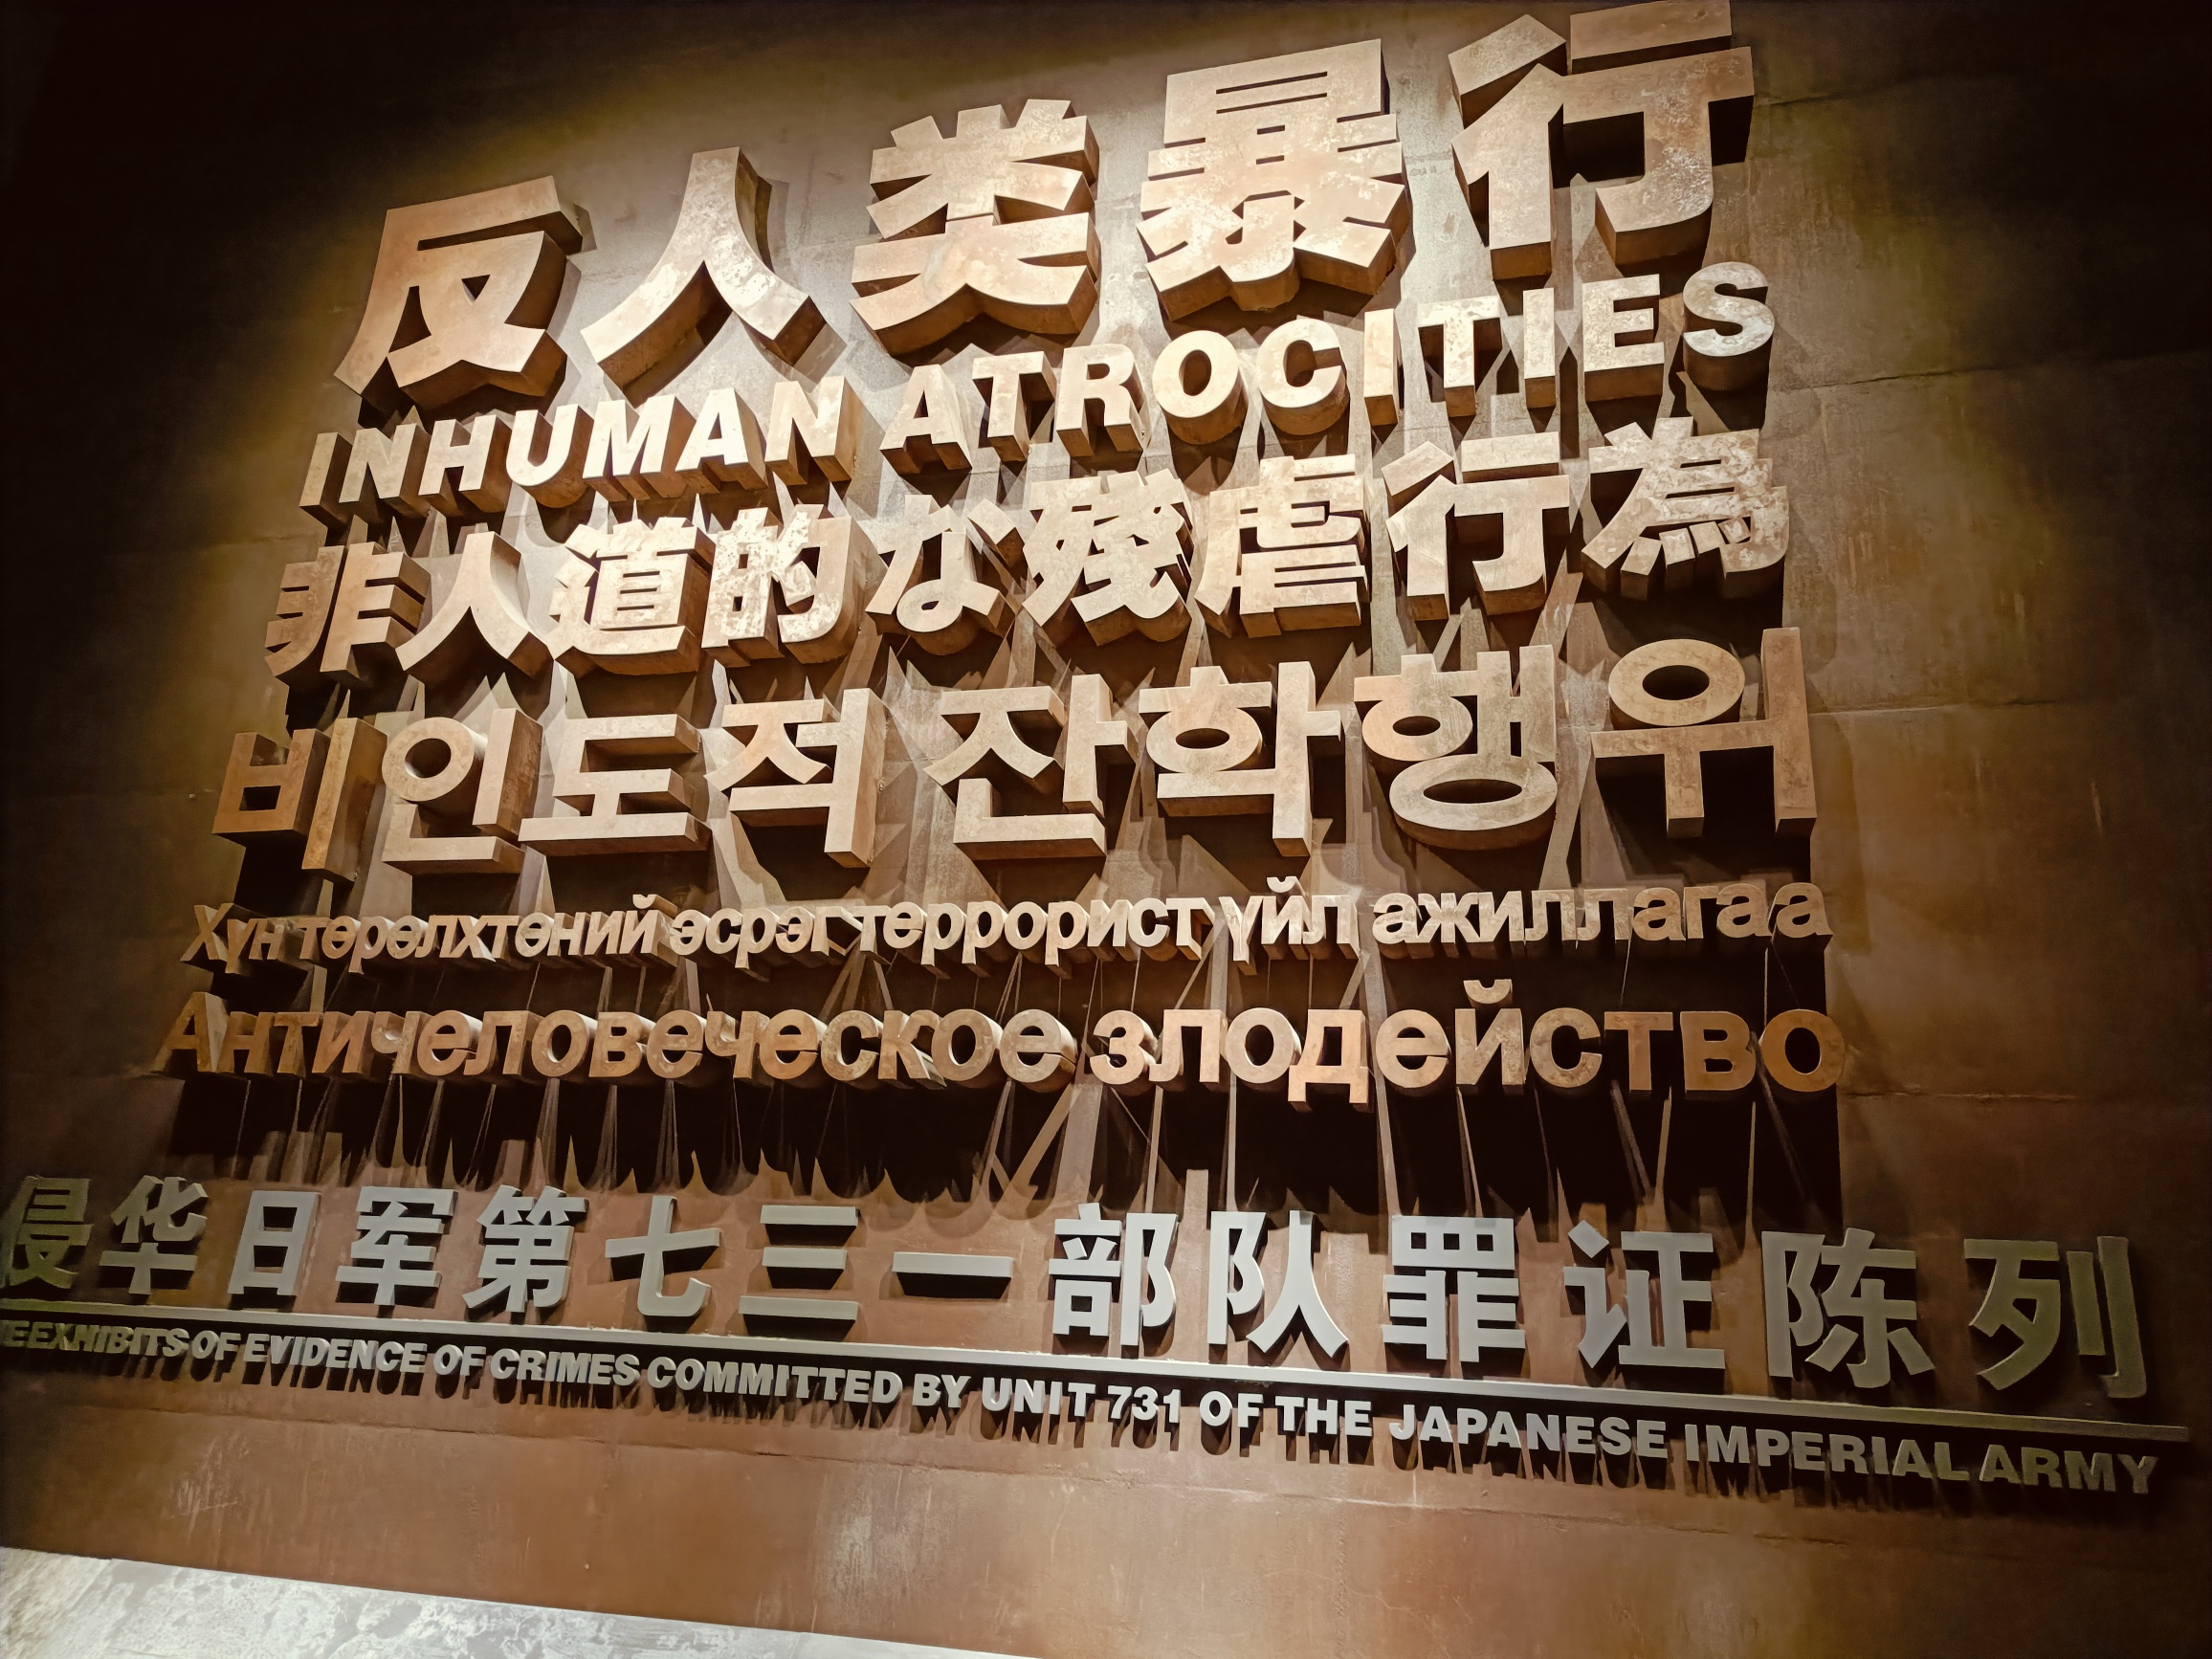 反人类暴行
INHUMAN ATROCITIES
非人道的な残虐行為
비인도적 잔학행위
Хүн төрөлхтөний эсрэг террорист үйл ажиллагаа
Античеловеческое злодейство
侵华日军第七三一部队罪证陈列
EXHIBITS OF EVIDENCE OF CRIMES COMMITTED BY UNIT 731 OF THE JAPANESE IMPERIAL ARMY